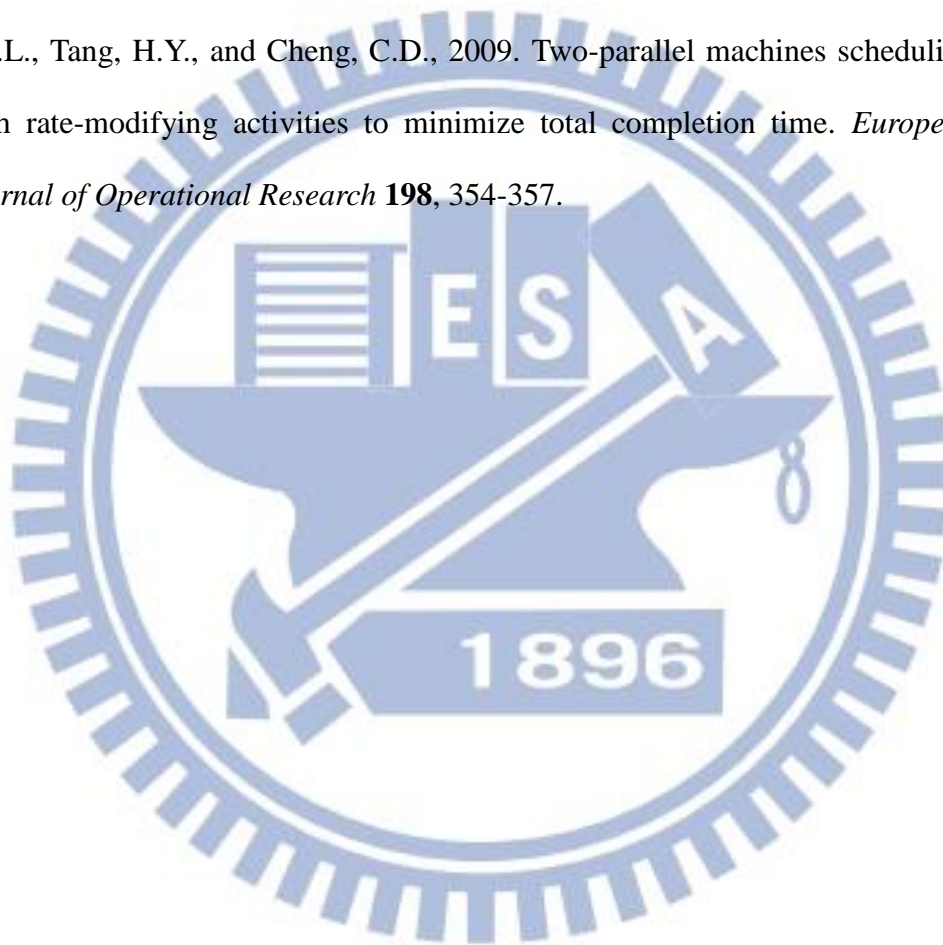 .L., Tang, H.Y., and Cheng, C.D., 2009. Two-parallel machines scheduli
rate-modifying activities to minimize total completion time. Europe
rnal of Operational Research 198, 354-357.
E S A
8
1896